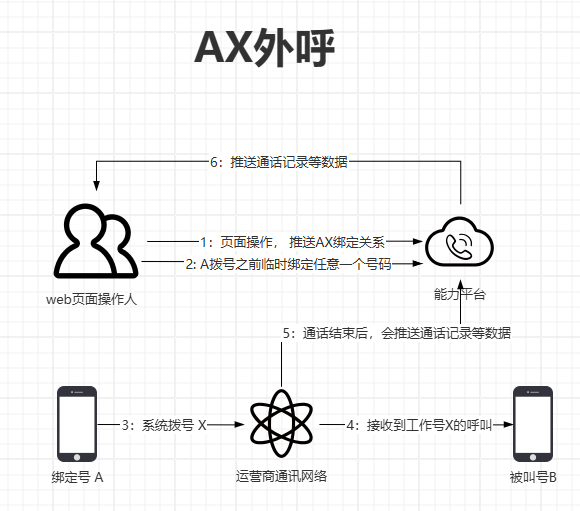 AX外呼
6：推送通话记录等数据
1：页面操作， 推送AX绑定关系
2: A拨号之前临时绑定任意一个号码
web页面操作人
能力平台
5：通话结束后，会推送通话记录等数据
3：系统拨号 X
4：接收到工作号X的呼叫
绑定号 A
运营商通讯网络
被叫号B